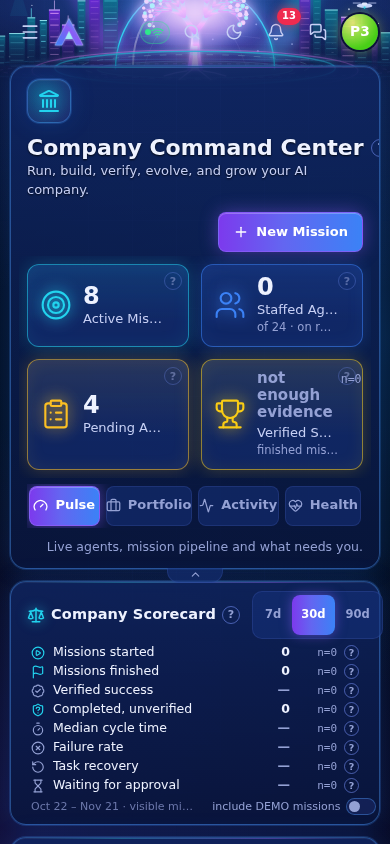 13
P3
Company Command Center ?
Run, build, verify, evolve, and grow your AI
company.
+ New Mission
8
Active Mis…
?
0
Staffed Ag…
of 24 · on r…
?
4
Pending A…
?
not
enough
evidence
Verified S…
finished mis…
n=0
?
Pulse
Portfolio
Activity
Health
Live agents, mission pipeline and what needs you.
Company Scorecard ? 7d 30d 90d
Missions started 0 n=0 ?
Missions finished 0 n=0 ?
Verified success — n=0 ?
Completed, unverified 0 n=0 ?
Median cycle time — n=0 ?
Failure rate — n=0 ?
Task recovery — n=0 ?
Waiting for approval — n=0 ?
Oct 22 – Nov 21 · visible mi… include DEMO missions